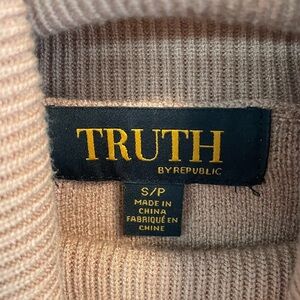 TRUTH
BY REPUBLIC
S/P
MADE IN
CHINA
FABRIQUÉ EN
CHINE